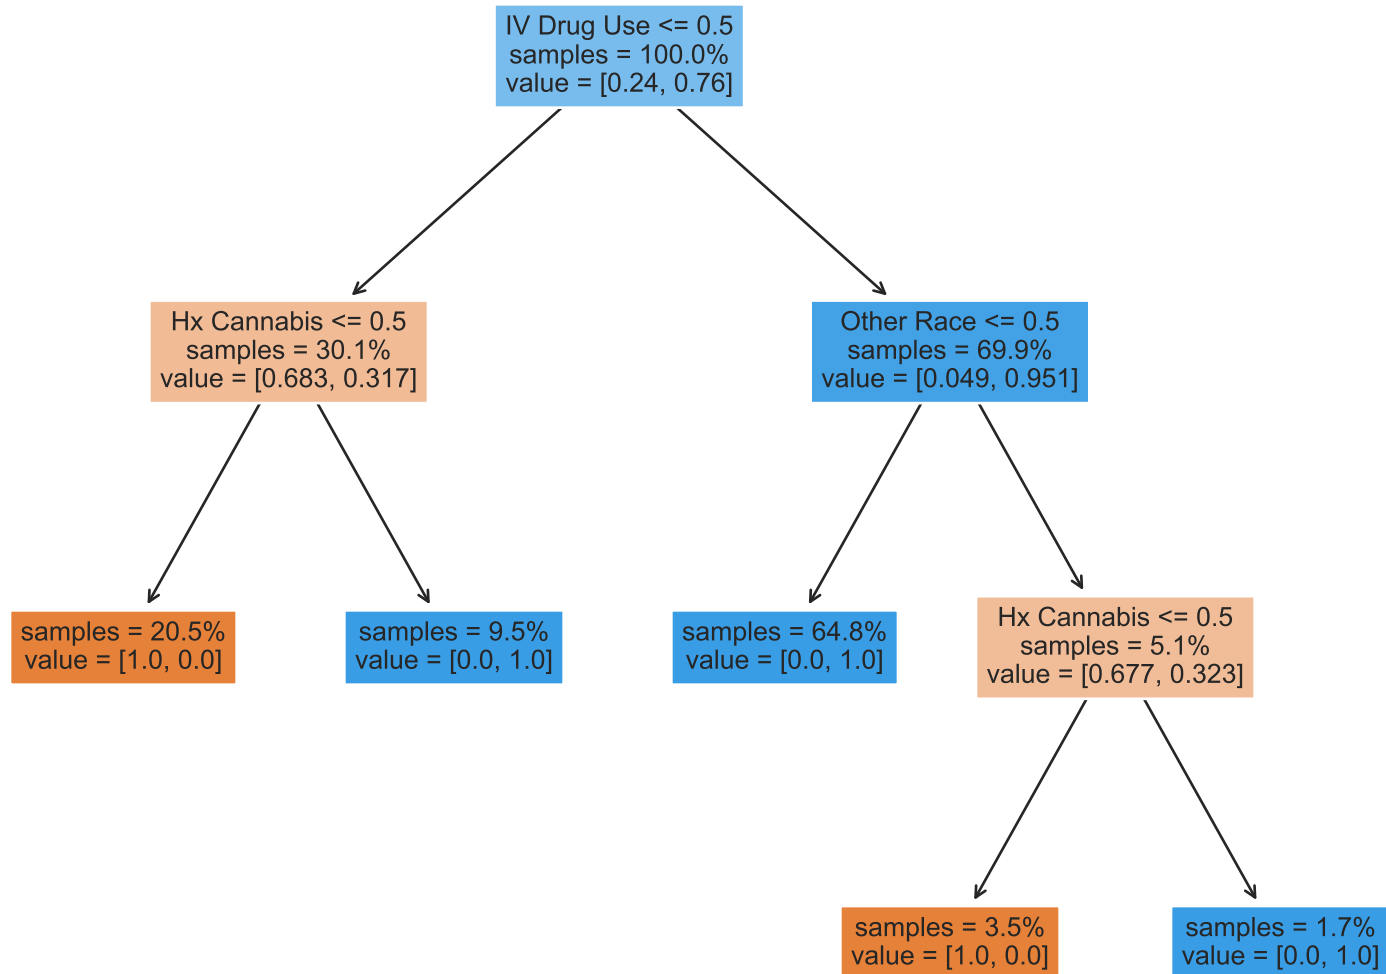 IV Drug Use <= 0.5
samples = 100.0%
value = [0.24, 0.76]
Hx Cannabis <= 0.5
samples = 30.1%
value = [0.683, 0.317]
Other Race <= 0.5
samples = 69.9%
value = [0.049, 0.951]
samples = 20.5%
value = [1.0, 0.0]
samples = 9.5%
value = [0.0, 1.0]
samples = 64.8%
value = [0.0, 1.0]
Hx Cannabis <= 0.5
samples = 5.1%
value = [0.677, 0.323]
samples = 3.5%
value = [1.0, 0.0]
samples = 1.7%
value = [0.0, 1.0]